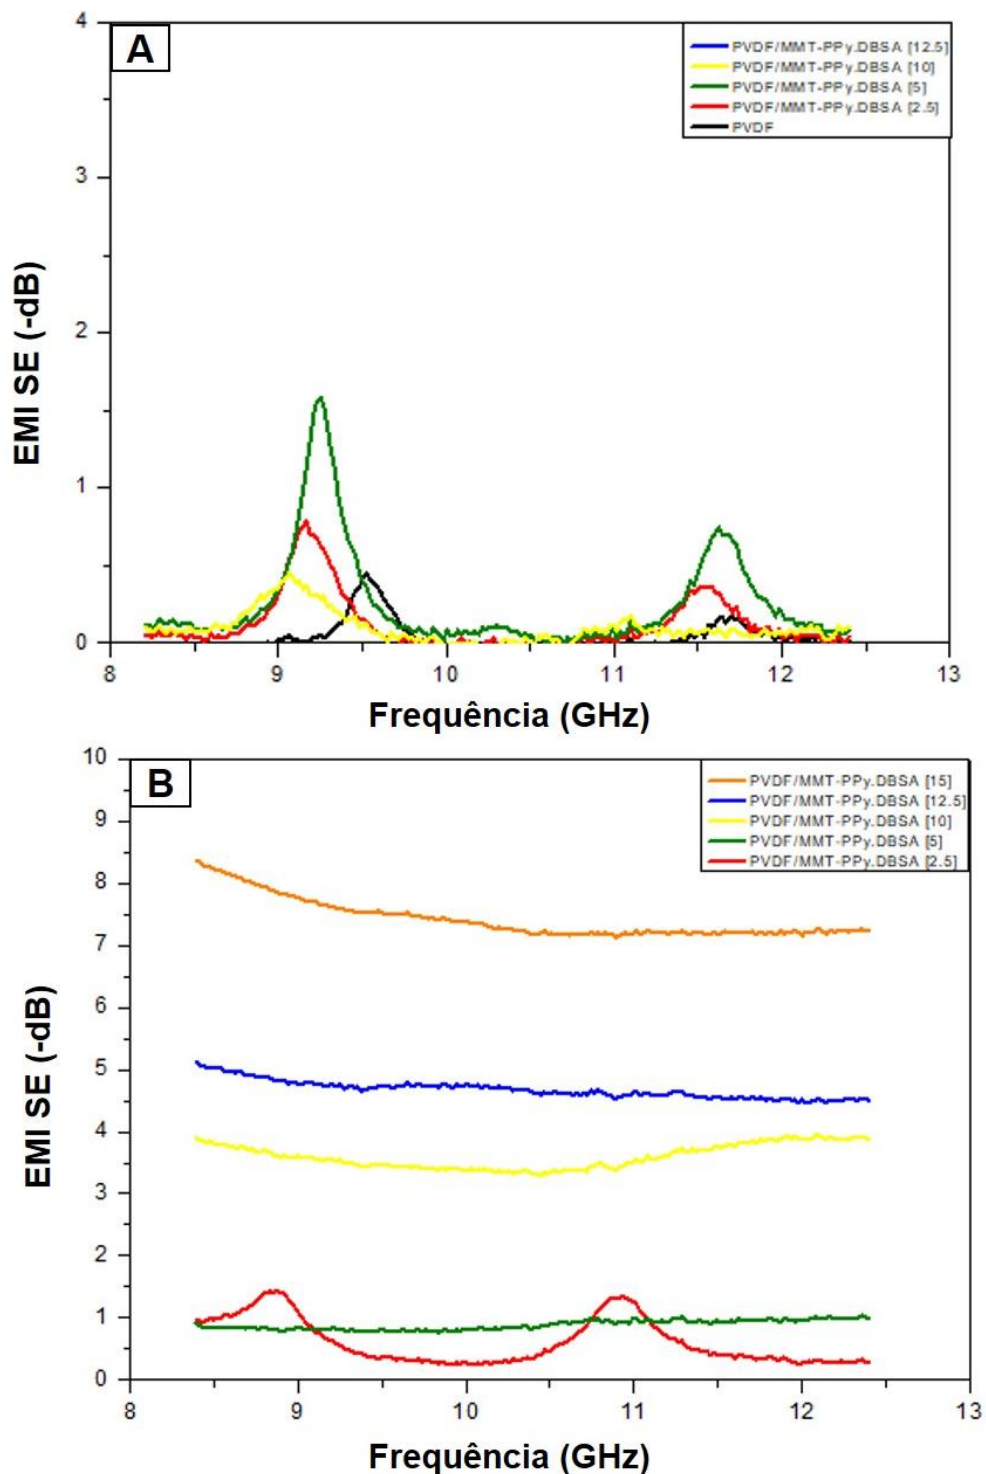 A
PVDF/MMT-PPy.DBSA [12.5]
PVDF/MMT-PPy.DBSA [10]
PVDF/MMT-PPy.DBSA [5]
PVDF/MMT-PPy.DBSA [2.5]
PVDF
4
3
2
1
0
EMI SE (-dB)
8 9 10 11 12 13
Frequência (GHz)
B
PVDF/MMT-PPy.DBSA [15]
PVDF/MMT-PPy.DBSA [12.5]
PVDF/MMT-PPy.DBSA [10]
PVDF/MMT-PPy.DBSA [5]
PVDF/MMT-PPy.DBSA [2.5]
10
9
8
7
6
5
4
3
2
1
0
EMI SE (-dB)
8 9 10 11 12 13
Frequência (GHz)